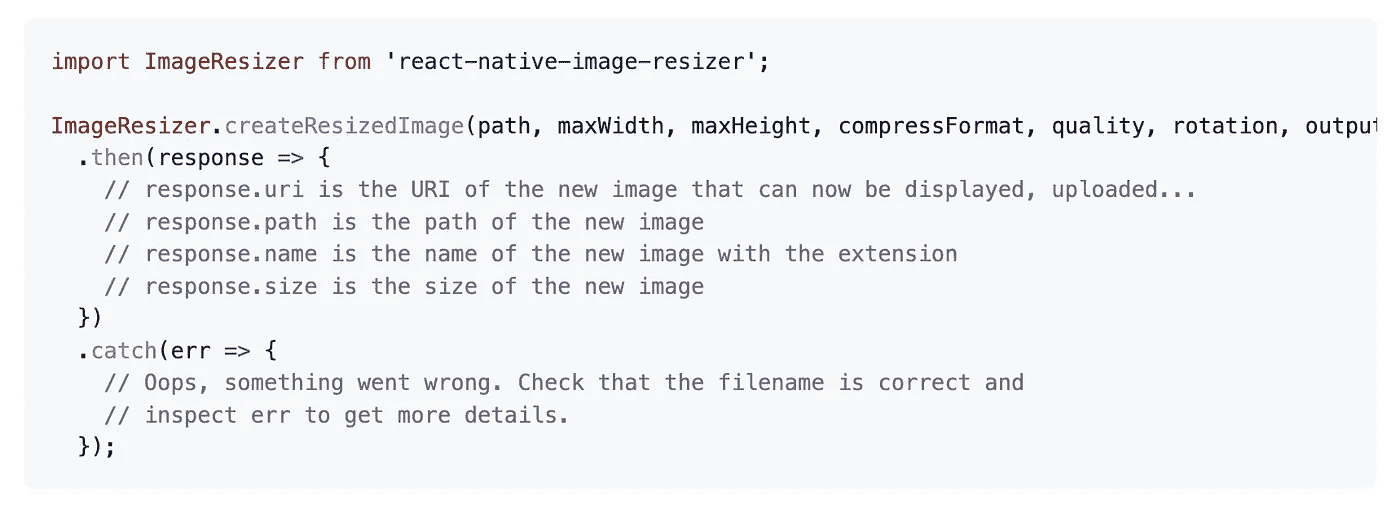 import ImageResizer from 'react-native-image-resizer';
ImageResizer.createResizedImage(path, maxWidth, maxHeight, compressFormat, quality, rotation, output
.then(response => {
// response.uri is the URI of the new image that can now be displayed, uploaded...
// response.path is the path of the new image
// response.name is the name of the new image with the extension
// response.size is the size of the new image
})
.catch(err => {
// Oops, something went wrong. Check that the filename is correct and
// inspect err to get more details.
});